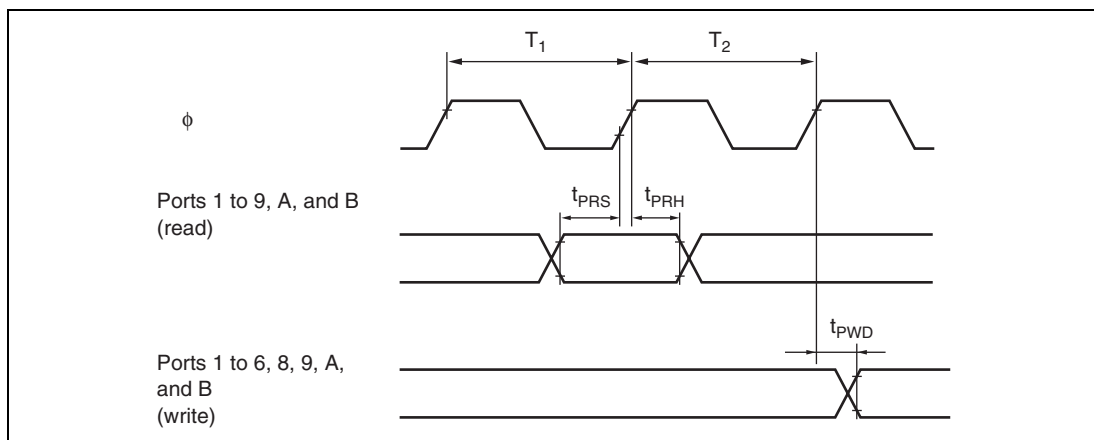 T1
T2
ϕ
Ports 1 to 9, A, and B
(read)
tPRS
tPRH
tPWD
Ports 1 to 6, 8, 9, A,
and B
(write)